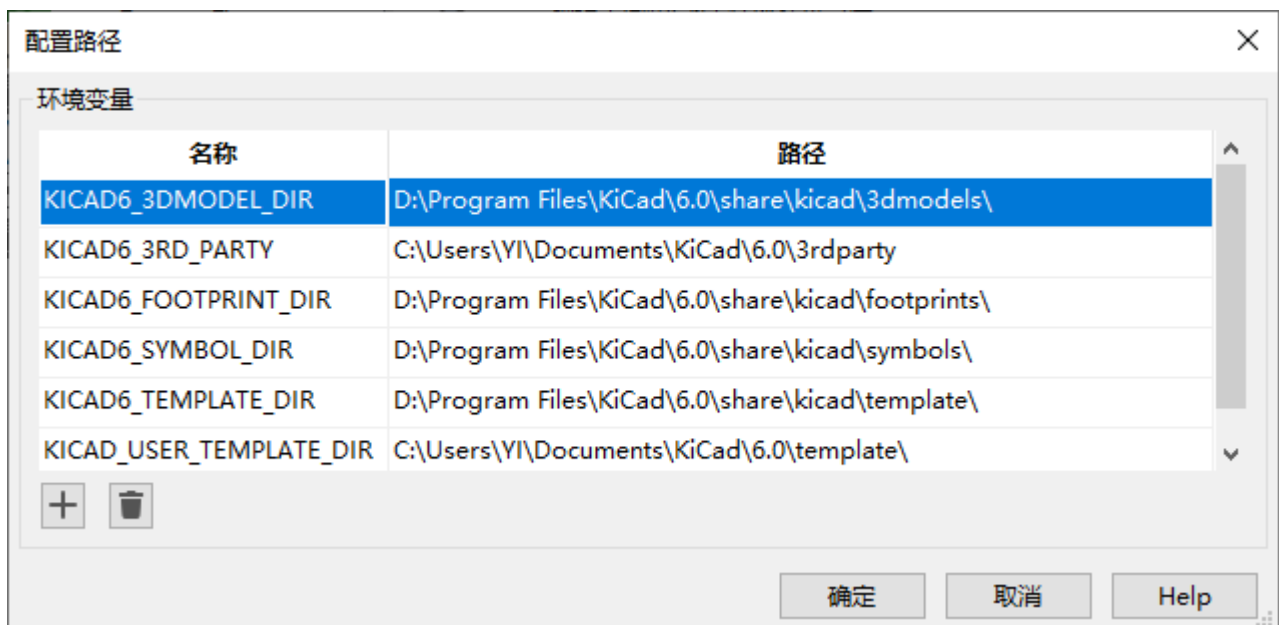 配置路径
环境变量
名称 路径
KICAD6_3DMODEL_DIR D:\Program Files\KiCad\6.0\share\kicad\3dmodels\
KICAD6_3RD_PARTY C:\Users\YI\Documents\KiCad\6.0\3rdparty
KICAD6_FOOTPRINT_DIR D:\Program Files\KiCad\6.0\share\kicad\footprints\
KICAD6_SYMBOL_DIR D:\Program Files\KiCad\6.0\share\kicad\symbols\
KICAD6_TEMPLATE_DIR D:\Program Files\KiCad\6.0\share\kicad\template\
KICAD_USER_TEMPLATE_DIR C:\Users\YI\Documents\KiCad\6.0\template\
确定 取消 Help